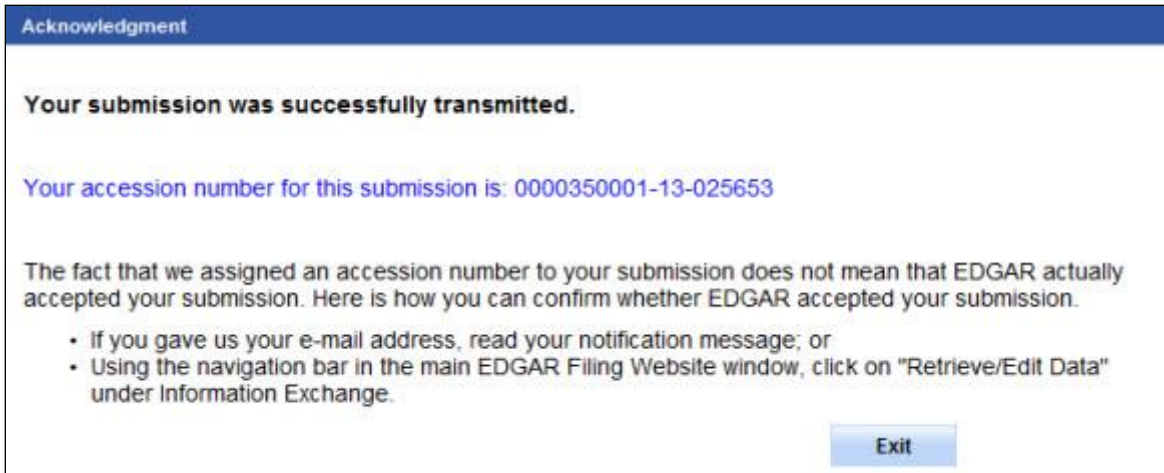 Acknowledgment
Your submission was successfully transmitted.
Your accession number for this submission is: 0000350001-13-025653
The fact that we assigned an accession number to your submission does not mean that EDGAR actually
accepted your submission. Here is how you can confirm whether EDGAR accepted your submission.
• If you gave us your e-mail address, read your notification message; or
• Using the navigation bar in the main EDGAR Filing Website window, click on "Retrieve/Edit Data"
under Information Exchange.
Exit